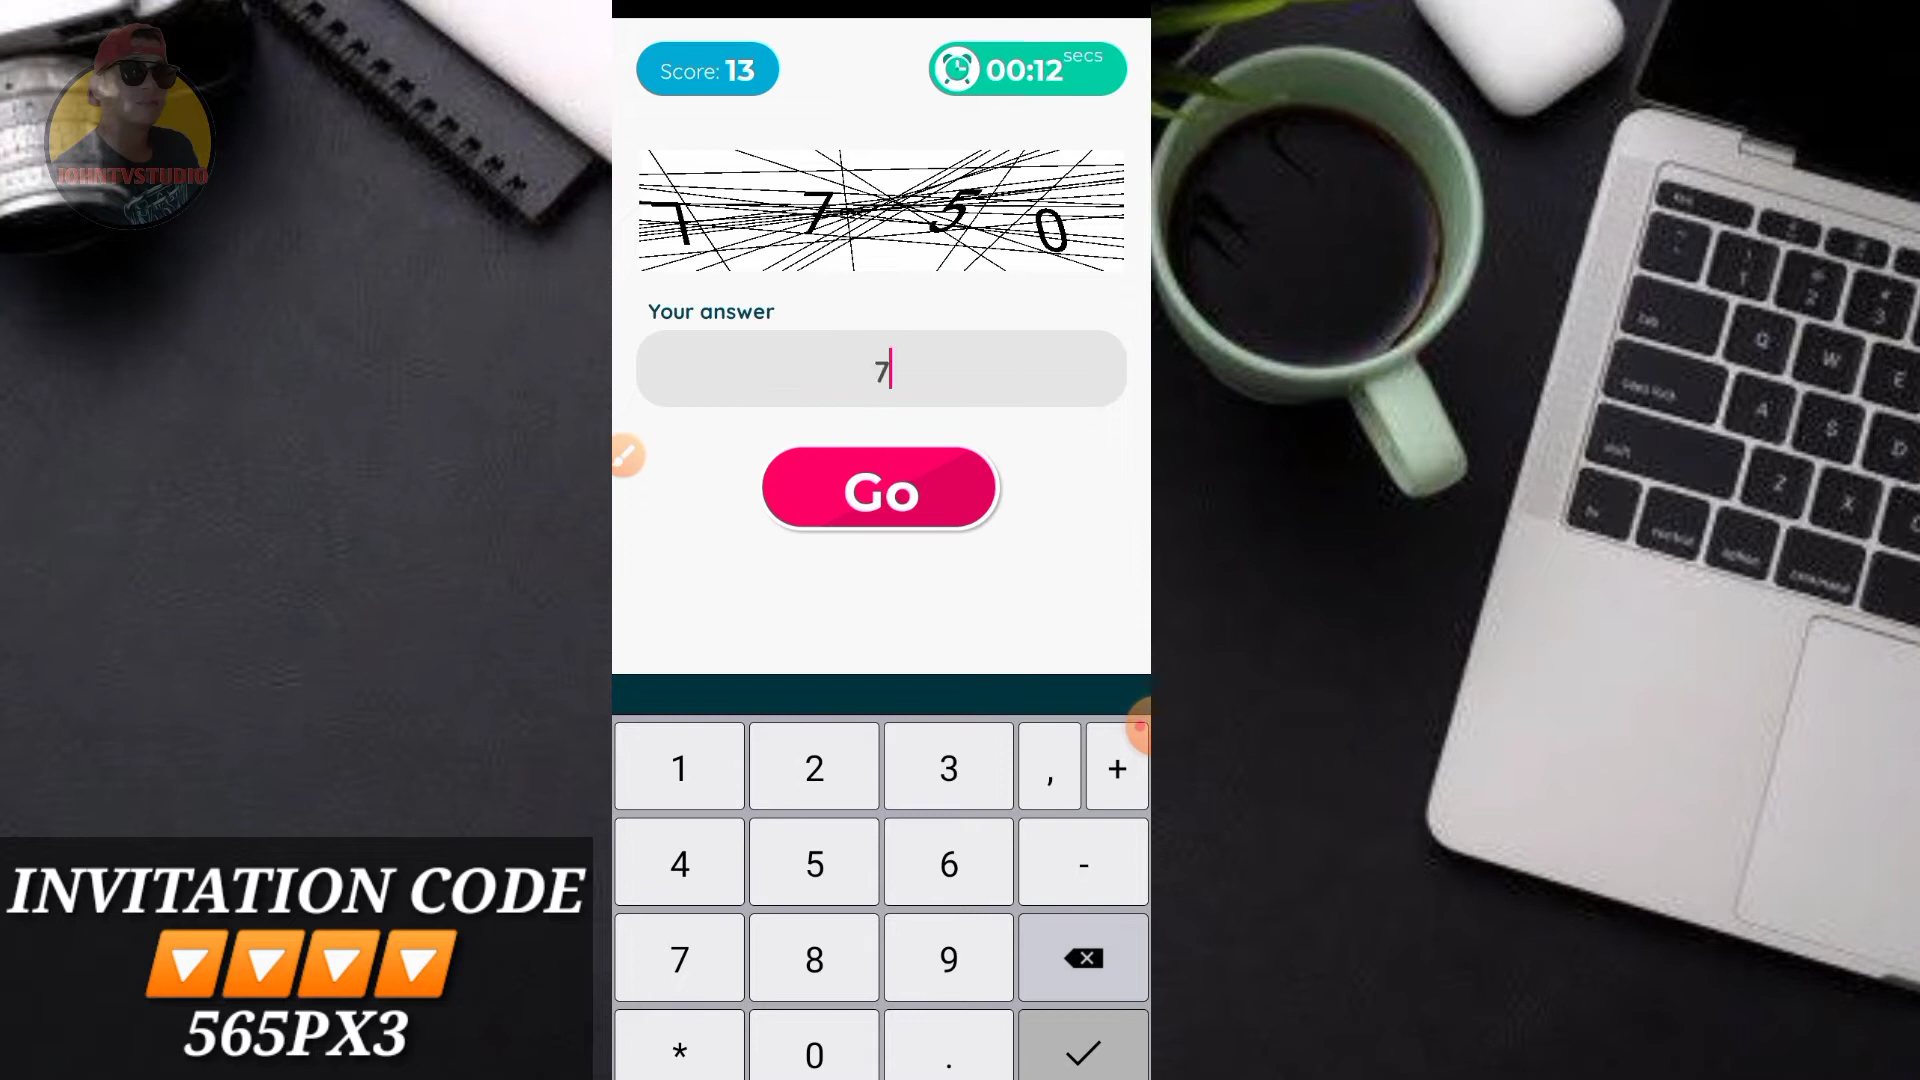 JOHNTVSTUDIO
Score: 13
00:12 secs
7 7 5 0
Your answer
7
Go
1 2 3 , +
4 5 6 -
7 8 9
* 0 .
INVITATION CODE
565PX3
Q W E
A S D
Z X